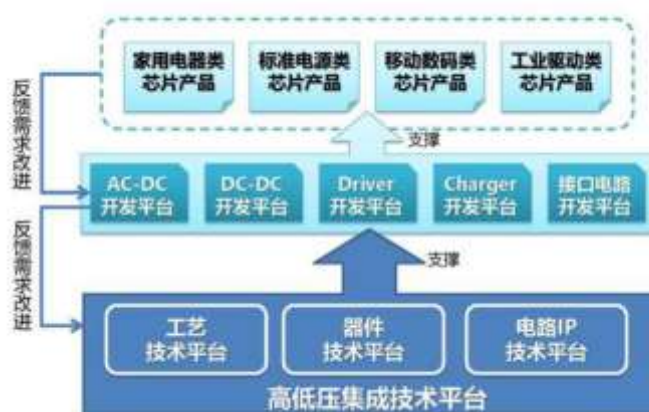 家用电器类
芯片产品
标准电源类
芯片产品
移动数码类
芯片产品
工业驱动类
芯片产品
反馈需求改进
支撑
AC-DC
开发平台
DC-DC
开发平台
Driver
开发平台
Charger
开发平台
接口电路
开发平台
反馈需求改进
支撑
工艺
技术平台
器件
技术平台
电路IP
技术平台
高低压集成技术平台